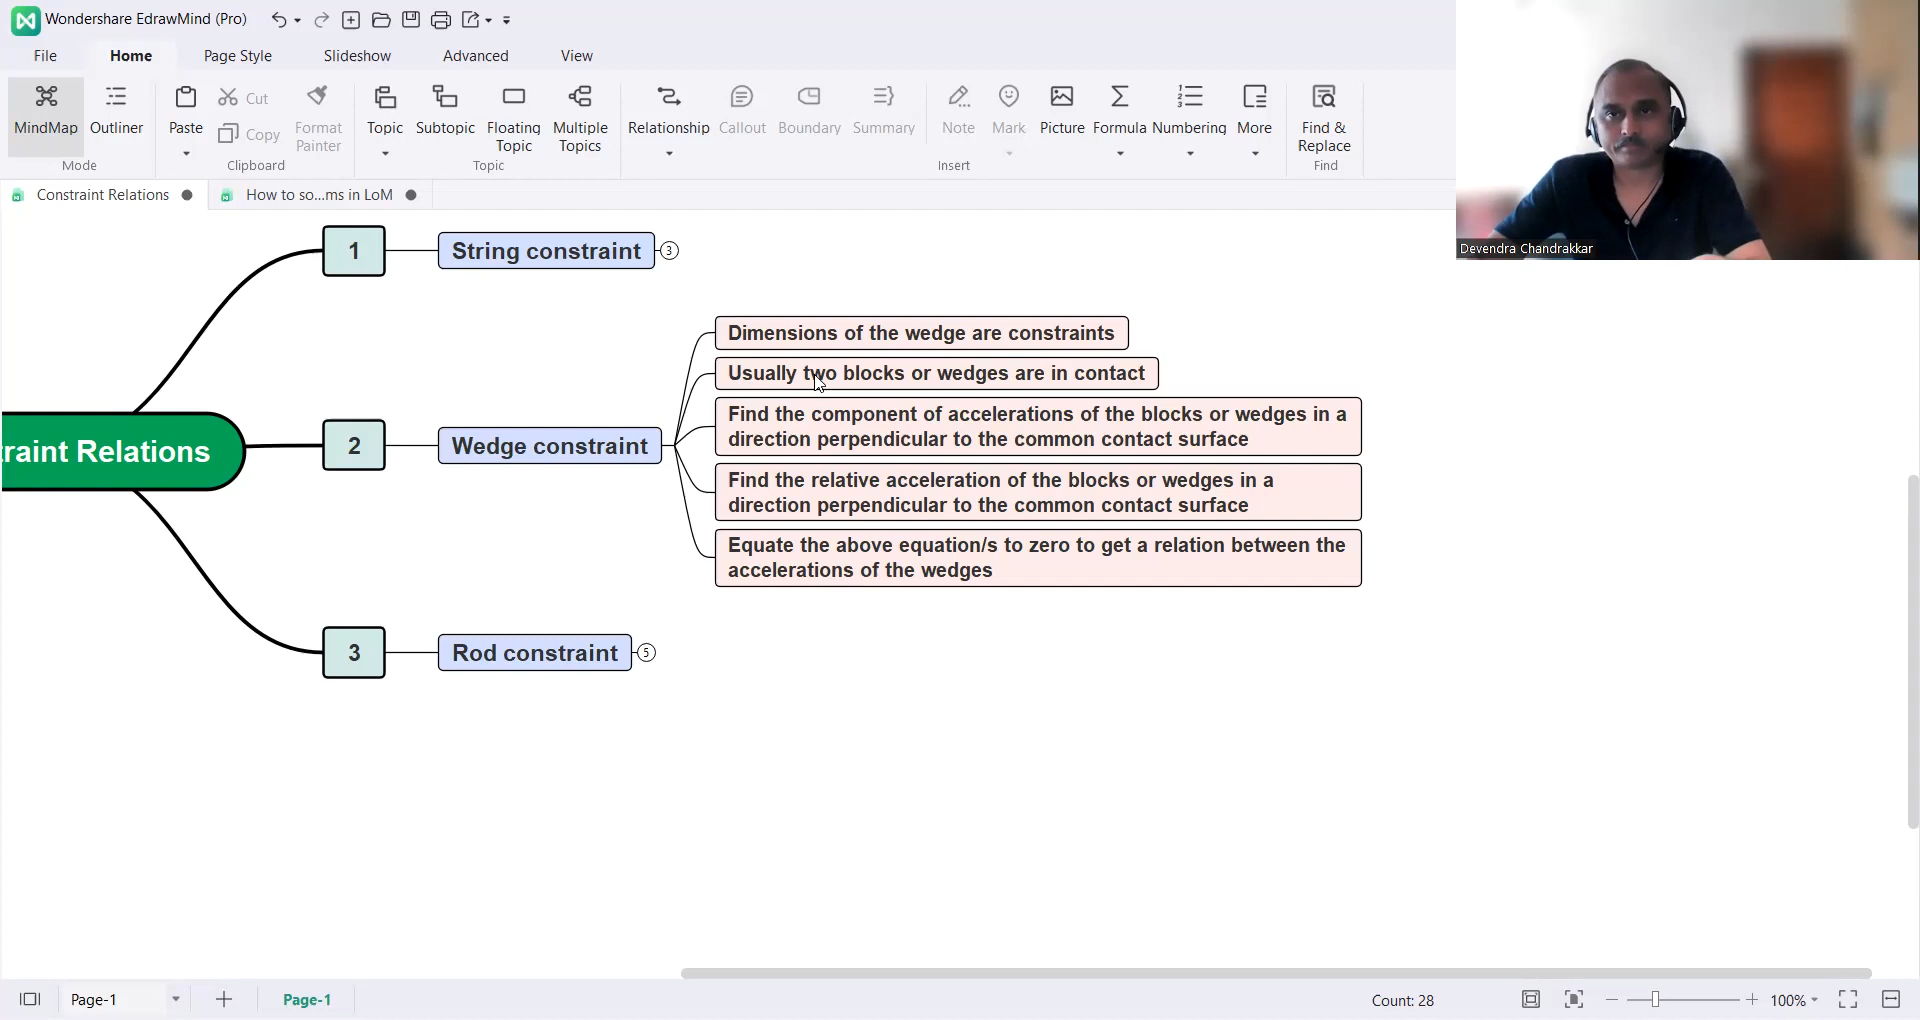 Wondershare EdrawMind (Pro)
File Home Page Style Slideshow Advanced View
MindMap Outliner Paste Cut Copy Format Painter Topic Subtopic Floating Topic Multiple Topics Relationship Callout Boundary Summary Note Mark Picture Formula Numbering More Find & Replace
Mode Clipboard Topic Insert Find
Constraint Relations How to so...ms in LoM
Devendra Chandrakkar
1 String constraint 3
Dimensions of the wedge are constraints
Usually two blocks or wedges are in contact
Find the component of accelerations of the blocks or wedges in a
direction perpendicular to the common contact surface
raint Relations
2 Wedge constraint
Find the relative acceleration of the blocks or wedges in a
direction perpendicular to the common contact surface
Equate the above equation/s to zero to get a relation between the
accelerations of the wedges
3 Rod constraint 5
Page-1 Page-1 Count: 28 100%